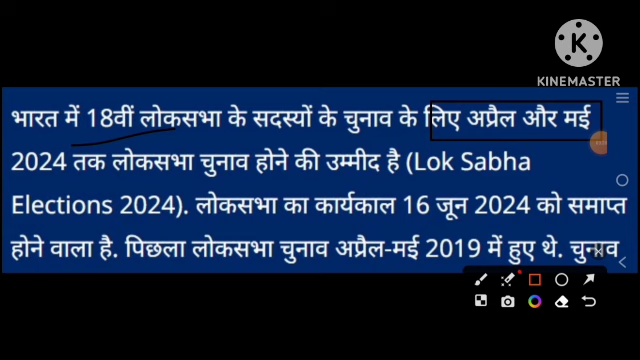 KINEMASTER
भारत में 18वीं लोकसभा के सदस्यों के चुनाव के लिए अप्रैल और मई
2024 तक लोकसभा चुनाव होने की उम्मीद है (Lok Sabha
Elections 2024). लोकसभा का कार्यकाल 16 जून 2024 को समाप्त
होने वाला है. पिछला लोकसभा चुनाव अप्रैल-मई 2019 में हुए थे. चुनाव